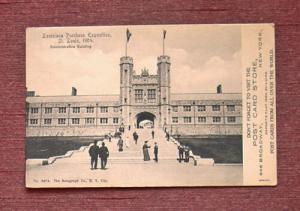 Louisiana Purchase Exposition,
St. Louis, 1904.
Administration Building
No. The Rotograph Co., N. Y. City.
DON'T FORGET TO VISIT THE
POST CARD STORE,
BROADWAY, NEW YORK.
POST CARDS FROM ALL OVER THE WORLD.